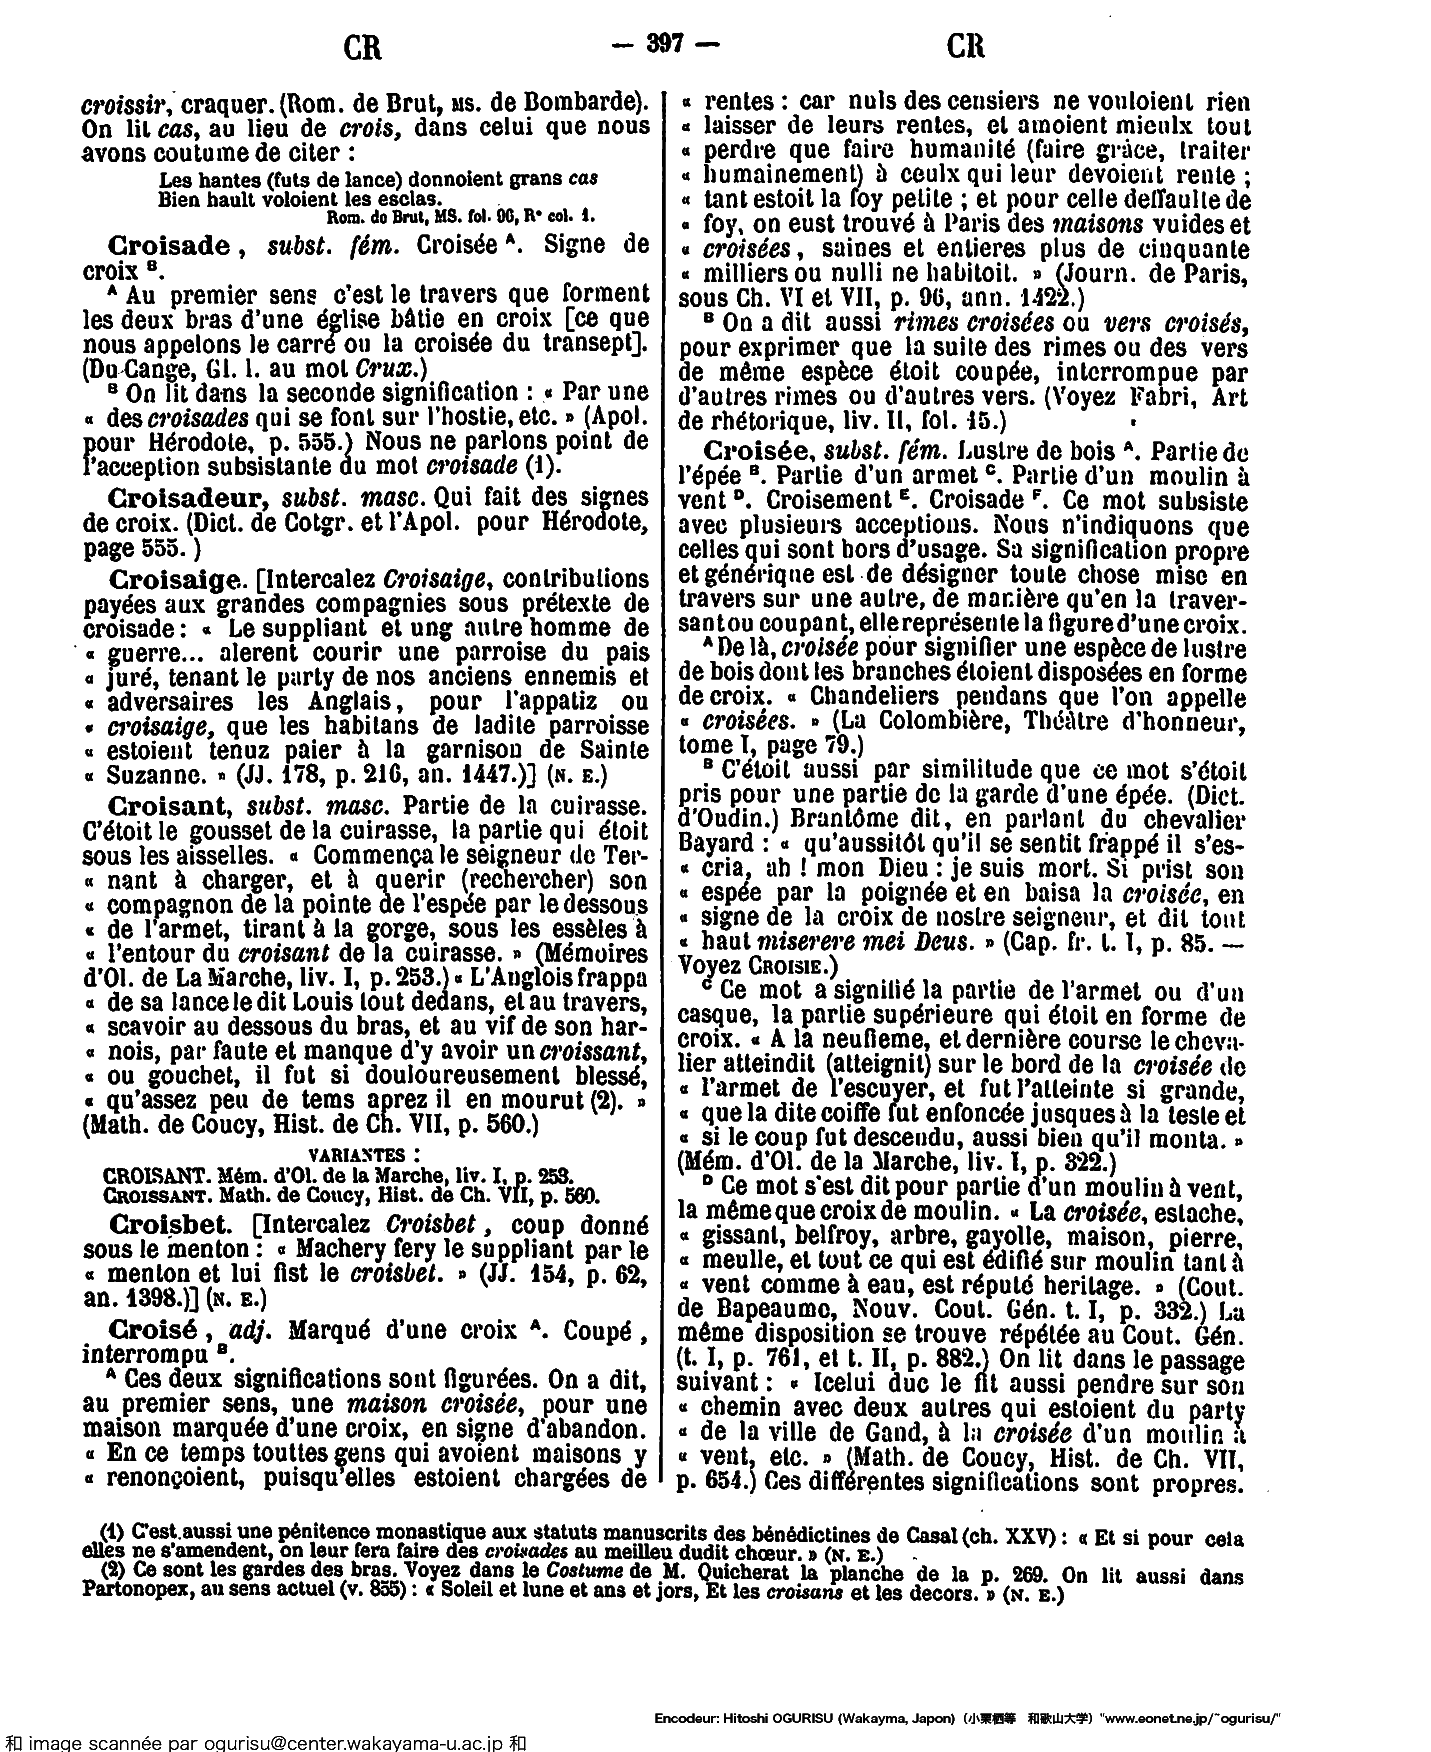 CR
— 397 —
CR
croissir, craquer. (Rom. de Brut, MS. de Bombarde).
On lit cas, au lieu de crois, dans celui que nous
avons coutume de citer :
Les hantes (futs de lance) donnoient grans cas
Bien hault voloient les esclas.
Rom. de Brut, MS. fol. 96, R° col. 1.
Croisade, subst. fém. Croisée A. Signe de
croix B.
A Au premier sens c'est le travers que forment
les deux bras d'une église bâtie en croix [ce que
nous appelons le carré ou la croisée du transept].
(Du Cange, Gl. l. au mot Crux.)
B On lit dans la seconde signification : « Par une
« des croisades qui se font sur l'hostie, etc. » (Apol.
pour Hérodote, p. 555.) Nous ne parlons point de
l'acception subsistante du mot croisade (1).
Croisadeur, subst. masc. Qui fait des signes
de croix. (Dict. de Cotgr. et l'Apol. pour Hérodote,
page 555. )
Croisaige. [Intercalez Croisaige, contributions
payées aux grandes compagnies sous prétexte de
croisade : « Le suppliant et ung autre homme de
« guerre... alerent courir une parroise du pais
« juré, tenant le party de nos anciens ennemis et
« adversaires les Anglais, pour l'appatiz ou
« croisaige, que les habitans de ladite parroisse
« estoient tenuz paier à la garnison de Sainte
« Suzanne. » (JJ. 178, p. 216, an. 1447.)] (N. E.)
Croisant, subst. masc. Partie de la cuirasse.
C'étoit le gousset de la cuirasse, la partie qui étoit
sous les aisselles. « Commença le seigneur de Ter-
« nant à charger, et à querir (rechercher) son
« compagnon de la pointe de l'espée par le dessous
« de l'armet, tirant à la gorge, sous les essèles à
« l'entour du croisant de la cuirasse. » (Mémoires
d'Ol. de La Marche, liv. I, p. 253.) « L'Anglois frappa
« de sa lance le dit Louis tout dedans, et au travers,
« scavoir au dessous du bras, et au vif de son har-
« nois, par faute et manque d'y avoir un croissant,
« ou gouchet, il fut si douloureusement blessé,
« qu'assez peu de tems aprez il en mourut (2). »
(Math. de Coucy, Hist. de Ch. VII, p. 560.)
VARIANTES :
CROISANT. Mém. d'Ol. de la Marche, liv. I, p. 253.
CROISSANT. Math. de Coucy, Hist. de Ch. VII, p. 560.
Croisbet. [Intercalez Croisbet, coup donné
sous le menton : « Machery fery le suppliant par le
« menton et lui fist le croisbet. » (JJ. 154, p. 62,
an. 1398.)] (N. E.)
Croisé, adj. Marqué d'une croix A. Coupé,
interrompu B.
A Ces deux significations sont figurées. On a dit,
au premier sens, une maison croisée, pour une
maison marquée d'une croix, en signe d'abandon.
« En ce temps touttes gens qui avoient maisons y
« renonçoient, puisqu'elles estoient chargées de
« rentes : car nuls des censiers ne vouloient rien
« laisser de leurs rentes, et amoient mieulx tout
« perdre que faire humanité (faire grâce, traiter
« humainement) à ceulx qui leur devoient rente ;
« tant estoit la foy petite ; et pour celle deffaulte de
« foy, on eust trouvé à Paris des maisons vuides et
« croisées, saines et entieres plus de cinquante
« milliers ou nulli ne habitoit. » (Journ. de Paris,
sous Ch. VI et VII, p. 96, ann. 1422.)
B On a dit aussi rimes croisées ou vers croisés,
pour exprimer que la suite des rimes ou des vers
de même espèce étoit coupée, interrompue par
d'autres rimes ou d'autres vers. (Voyez Fabri, Art
de rhétorique, liv. II, fol. 15.)
Croisée, subst. fém. Lustre de bois A. Partie de
l'épée B. Partie d'un armet C. Partie d'un moulin à
vent D. Croisement E. Croisade F. Ce mot subsiste
avec plusieurs acceptions. Nous n'indiquons que
celles qui sont hors d'usage. Sa signification propre
et générique est de désigner toute chose mise en
travers sur une autre, de manière qu'en la traver-
sant ou coupant, elle représente la figure d'une croix.
A De là, croisée pour signifier une espèce de lustre
de bois dont les branches étoient disposées en forme
de croix. « Chandeliers pendans que l'on appelle
« croisées. » (La Colombière, Théâtre d'honneur,
tome I, page 79.)
B C'étoit aussi par similitude que ce mot s'étoit
pris pour une partie de la garde d'une épée. (Dict.
d'Oudin.) Brantôme dit, en parlant du chevalier
Bayard : « qu'aussitôt qu'il se sentit frappé il s'es-
« cria, ah ! mon Dieu : je suis mort. Si prist son
« espée par la poignée et en baisa la croisée, en
« signe de la croix de nostre seigneur, et dit tout
« haut miserere mei Deus. » (Cap. fr. t. I, p. 85. —
Voyez CROISIE.)
C Ce mot a signifié la partie de l'armet ou d'un
casque, la partie supérieure qui étoit en forme de
croix. « A la neufieme, et dernière course le cheva-
lier atteindit (atteignit) sur le bord de la croisée de
« l'armet de l'escuyer, et fut l'atteinte si grande,
« que la dite coiffe fut enfoncée jusques à la teste et
« si le coup fut descendu, aussi bien qu'il monta. »
(Mém. d'Ol. de la Marche, liv. I, p. 322.)
D Ce mot s'est dit pour partie d'un moulin à vent,
la même que croix de moulin. « La croisée, estache,
« gissant, belfroy, arbre, gayolle, maison, pierre,
« meulle, et tout ce qui est édifié sur moulin tant à
« vent comme à eau, est réputé heritage. » (Cout.
de Bapeaume, Nouv. Cout. Gén. t. I, p. 332.) La
même disposition se trouve répétée au Cout. Gén.
(t. I, p. 761, et t. II, p. 882.) On lit dans le passage
suivant : « Icelui duc le fit aussi pendre sur son
« chemin avec deux autres qui estoient du party
« de la ville de Gand, à la croisée d'un moulin à
« vent, etc. » (Math. de Coucy, Hist. de Ch. VII,
p. 654.) Ces différentes significations sont propres.
(1) C'est aussi une pénitence monastique aux statuts manuscrits des bénédictines de Casal (ch. XXV) : « Et si pour cela
elles ne s'amendent, on leur fera faire des croisades au meilleu dudit chœur. » (N. E.)
(2) Ce sont les gardes des bras. Voyez dans le Costume de M. Quicherat la planche de la p. 269. On lit aussi dans
Partonopex, au sens actuel (v. 855) : « Soleil et lune et ans et jors, Et les croisans et les decors. » (N. E.)
Encodeur: Hitoshi OGURISU (Wakayma, Japon) (小栗栖等 和歌山大学) "www.eonet.ne.jp/~ogurisu/"
和 image scannée par ogurisu@center.wakayama-u.ac.jp 和